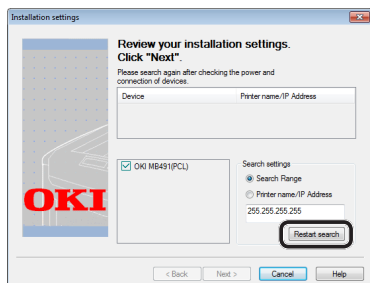 Installation settings
Review your installation settings.
Click "Next".
Please search again after checking the power and
connection of devices.
Device Printer name/IP Address
OKI MB491(PCL)
Search settings
Search Range
Printer name/IP Address
255.255.255.255
Restart search
OKI
< Back Next > Cancel Help